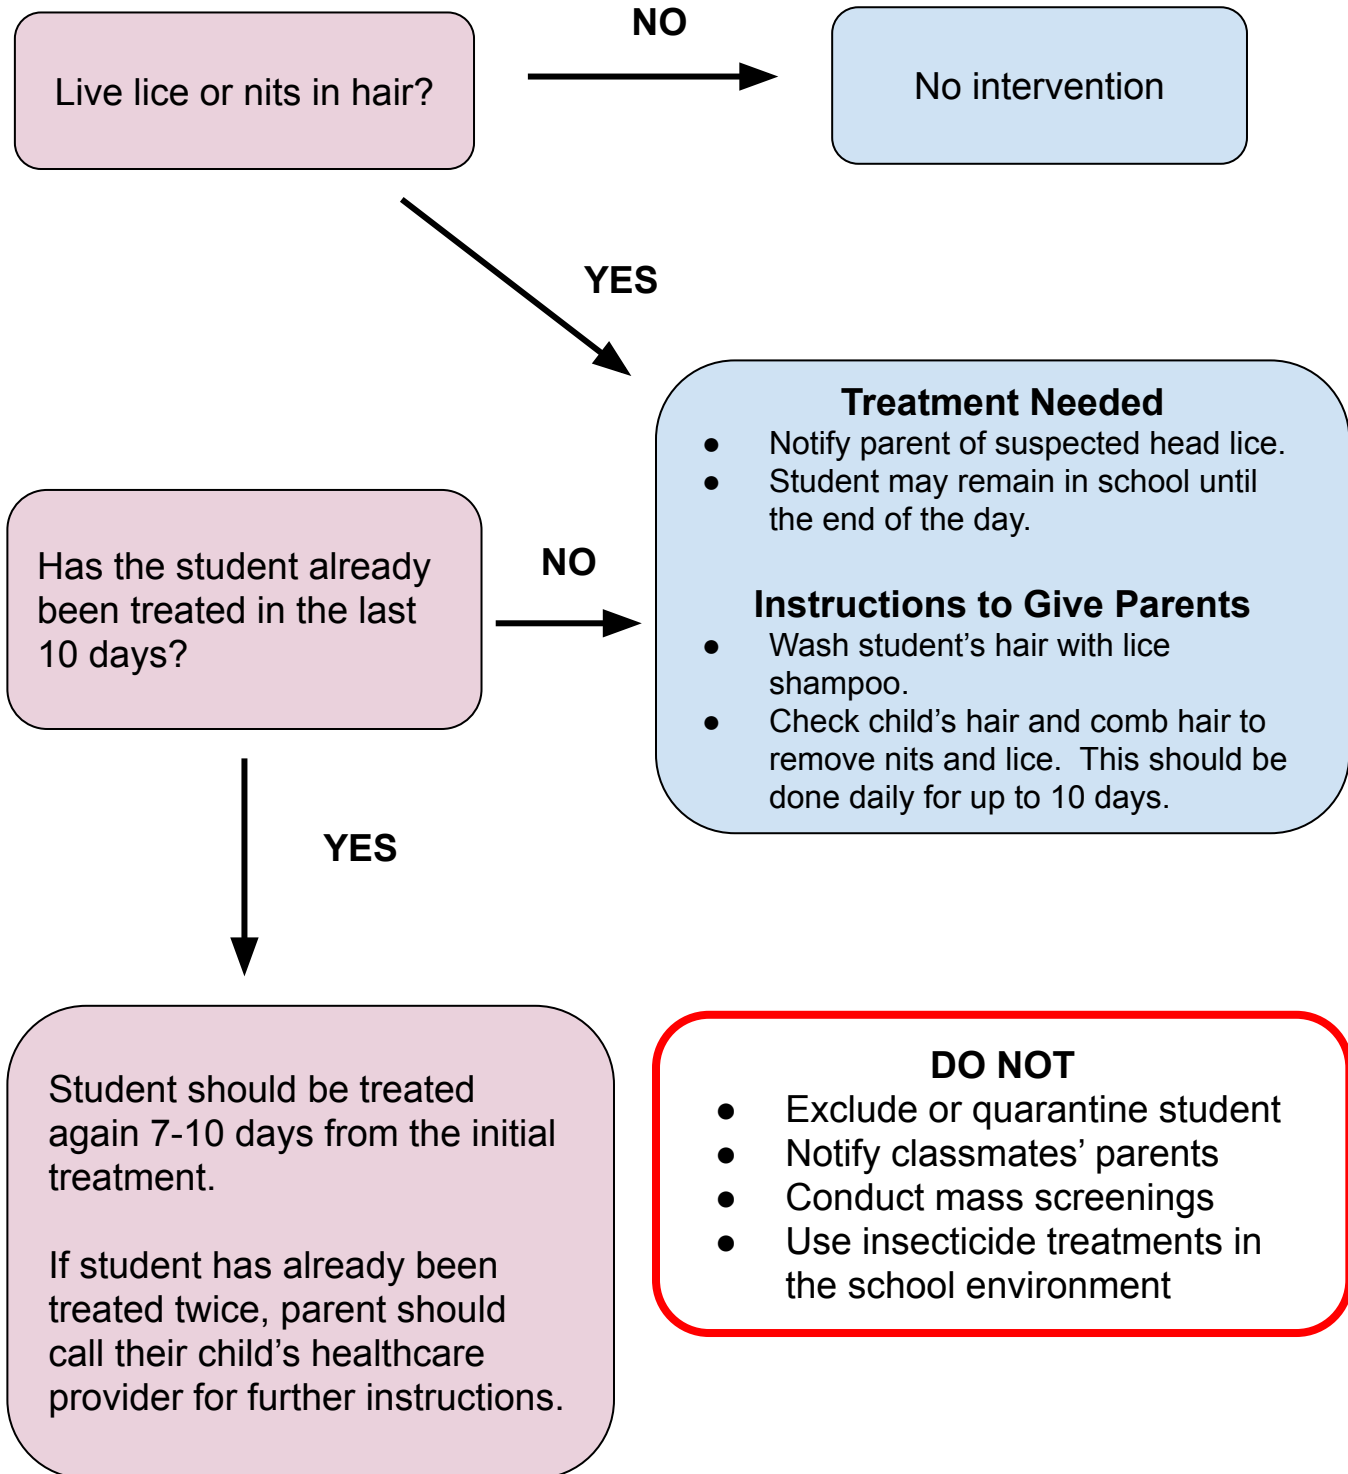 Live lice or nits in hair?
NO
No intervention
YES
Treatment Needed
● Notify parent of suspected head lice.
● Student may remain in school until
the end of the day.
Instructions to Give Parents
● Wash student’s hair with lice
shampoo.
● Check child’s hair and comb hair to
remove nits and lice.  This should be
done daily for up to 10 days.
Has the student already
been treated in the last
10 days?
NO
YES
Student should be treated
again 7-10 days from the initial
treatment.
If student has already been
treated twice, parent should
call their child’s healthcare
provider for further instructions.
DO NOT
● Exclude or quarantine student
● Notify classmates’ parents
● Conduct mass screenings
● Use insecticide treatments in
the school environment